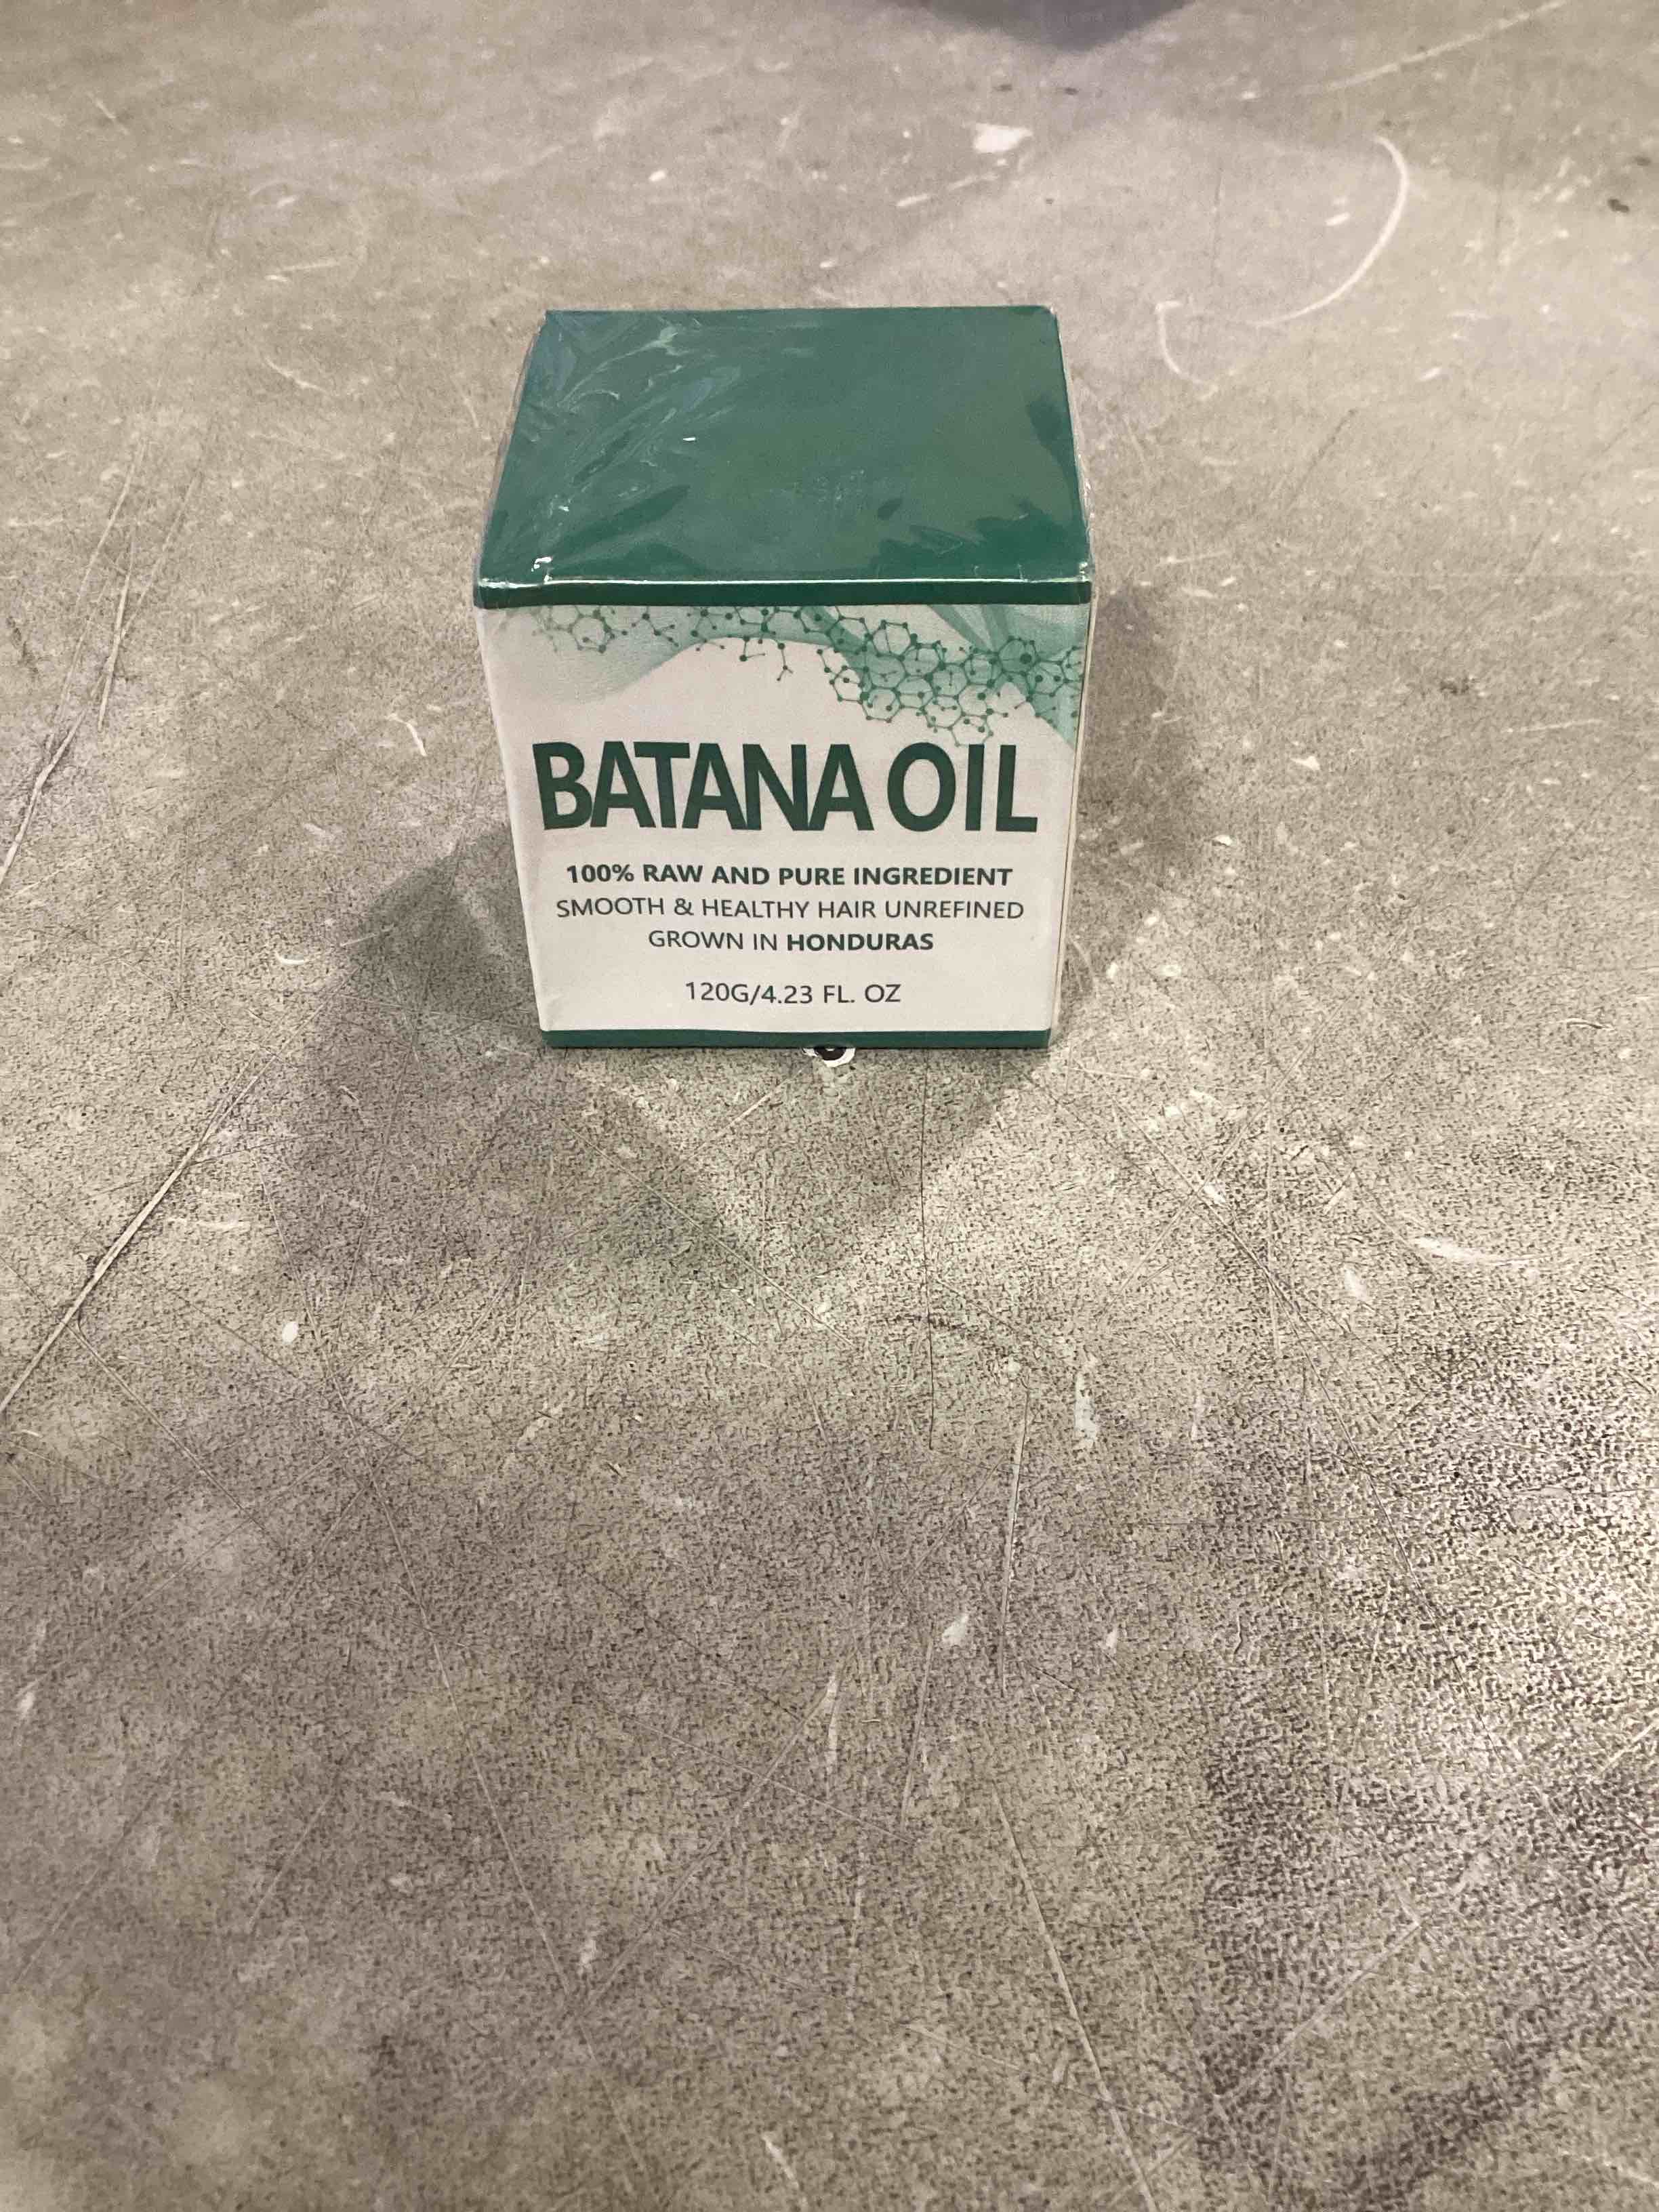 BATANA OIL
100% RAW AND PURE INGREDIENT
SMOOTH & HEALTHY HAIR UNREFINED
GROWN IN HONDURAS
120G/4.23 FL. OZ